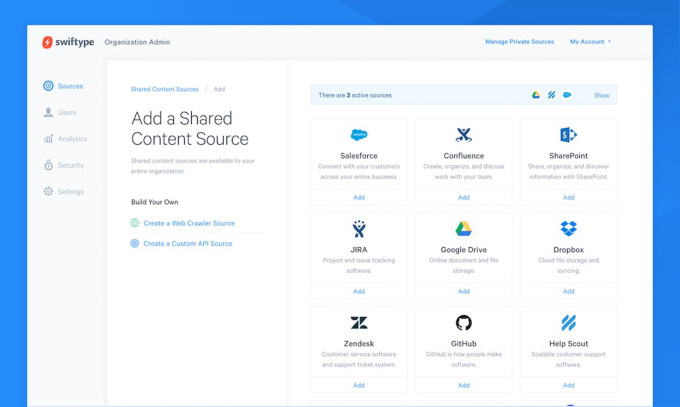 swiftype
Organization Admin
Manage Private Sources
My Account
Sources
Users
Analytics
Security
Settings
Shared Content Sources / Add
Add a Shared
Content Source
Shared content sources are available to your
entire organization.
Build Your Own
Create a Web Crawler Source
Create a Custom API Source
There are 3 active sources
Show
Salesforce
Connect with your customers
across your entire business.
Add
Confluence
Create, organize, and discuss
work with your team.
Add
SharePoint
Share, organize, and discover
information with SharePoint.
Add
JIRA
Project and issue tracking
software.
Add
Google Drive
Online document and file
storage.
Add
Dropbox
Cloud file storage and
syncing.
Add
Zendesk
Customer service software
and support ticket system.
Add
GitHub
GitHub is how people make
software.
Add
Help Scout
Scalable customer support
software.
Add